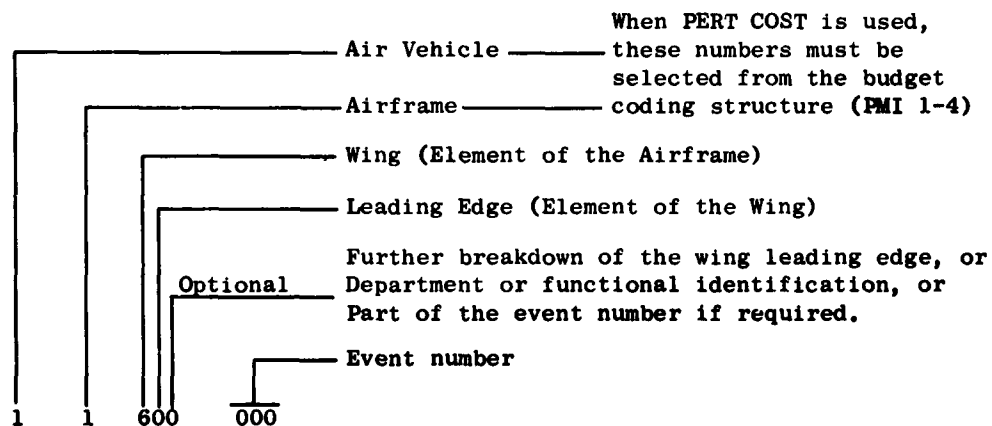 When PERT COST is used,
Air Vehicle these numbers must be
selected from the budget
Airframe coding structure (PMI 1-4)
Wing (Element of the Airframe)
Leading Edge (Element of the Wing)
Further breakdown of the wing leading edge, or
Optional Department or functional identification, or
Part of the event number if required.
Event number
1 1 600 000